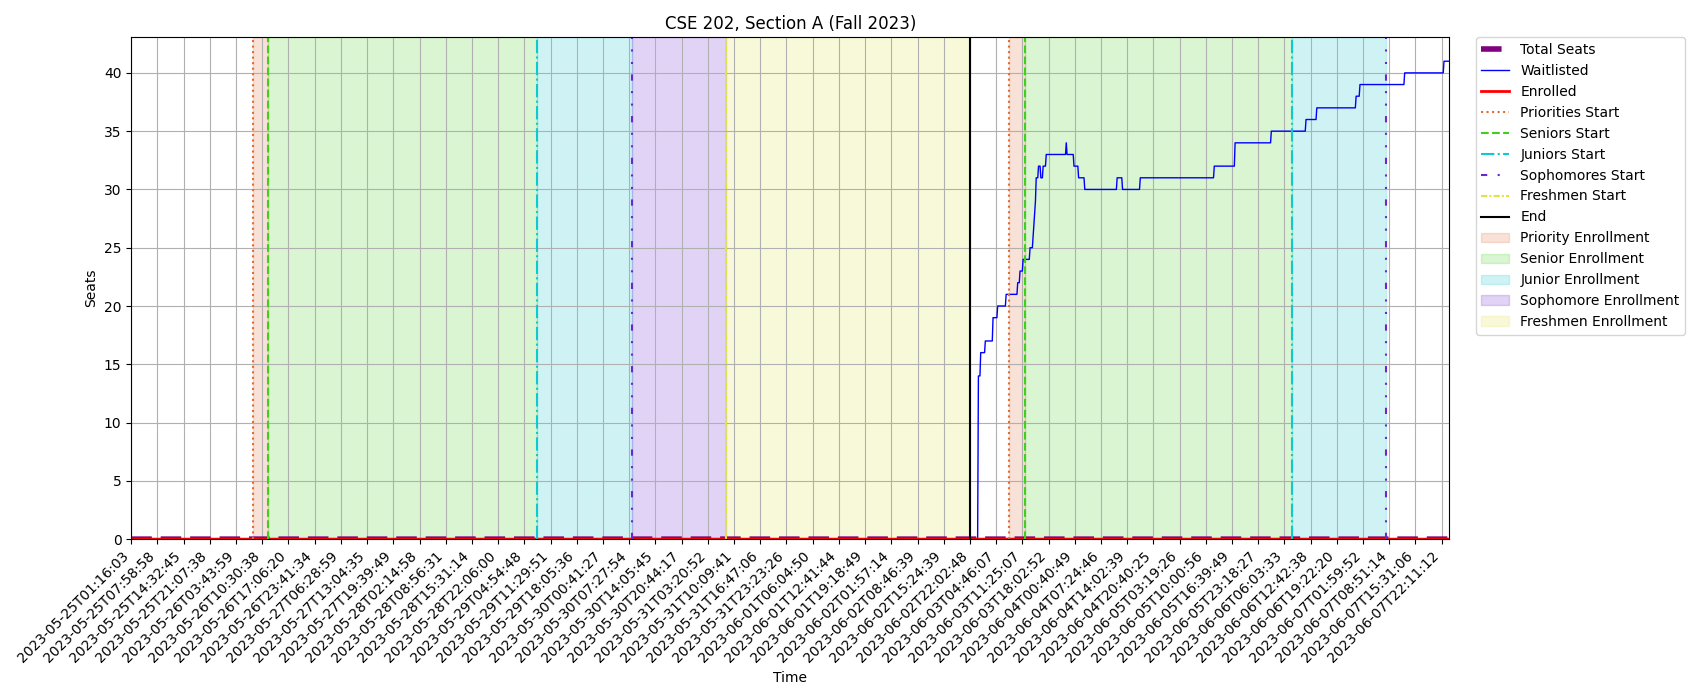 CSE 202, Section A (Fall 2023)
Seats
40
35
30
25
20
15
10
5
0
2023-05-25T01:16:03
2023-05-25T07:58:58
2023-05-25T14:32:45
2023-05-25T21:07:38
2023-05-26T03:43:59
2023-05-26T10:30:38
2023-05-26T17:06:20
2023-05-26T23:41:34
2023-05-27T06:28:59
2023-05-27T13:04:35
2023-05-27T19:39:49
2023-05-28T02:14:58
2023-05-28T08:56:31
2023-05-28T15:31:14
2023-05-28T22:06:00
2023-05-29T04:54:48
2023-05-29T11:29:51
2023-05-29T18:05:36
2023-05-30T00:41:27
2023-05-30T07:27:54
2023-05-30T14:05:45
2023-05-30T20:44:17
2023-05-31T03:20:52
2023-05-31T10:09:41
2023-05-31T16:47:06
2023-05-31T23:23:26
2023-06-01T06:04:50
2023-06-01T12:41:44
2023-06-01T19:18:49
2023-06-02T01:57:14
2023-06-02T08:46:39
2023-06-02T15:24:39
2023-06-02T22:02:48
2023-06-03T04:46:07
2023-06-03T11:25:07
2023-06-03T18:02:52
2023-06-04T00:40:49
2023-06-04T07:24:46
2023-06-04T14:02:39
2023-06-04T20:40:25
2023-06-05T03:19:26
2023-06-05T10:00:56
2023-06-05T16:39:49
2023-06-05T23:18:27
2023-06-06T06:03:33
2023-06-06T12:42:38
2023-06-06T19:22:20
2023-06-07T01:59:52
2023-06-07T08:51:14
2023-06-07T15:31:06
2023-06-07T22:11:12
Time
Total Seats
Waitlisted
Enrolled
Priorities Start
Seniors Start
Juniors Start
Sophomores Start
Freshmen Start
End
Priority Enrollment
Senior Enrollment
Junior Enrollment
Sophomore Enrollment
Freshmen Enrollment